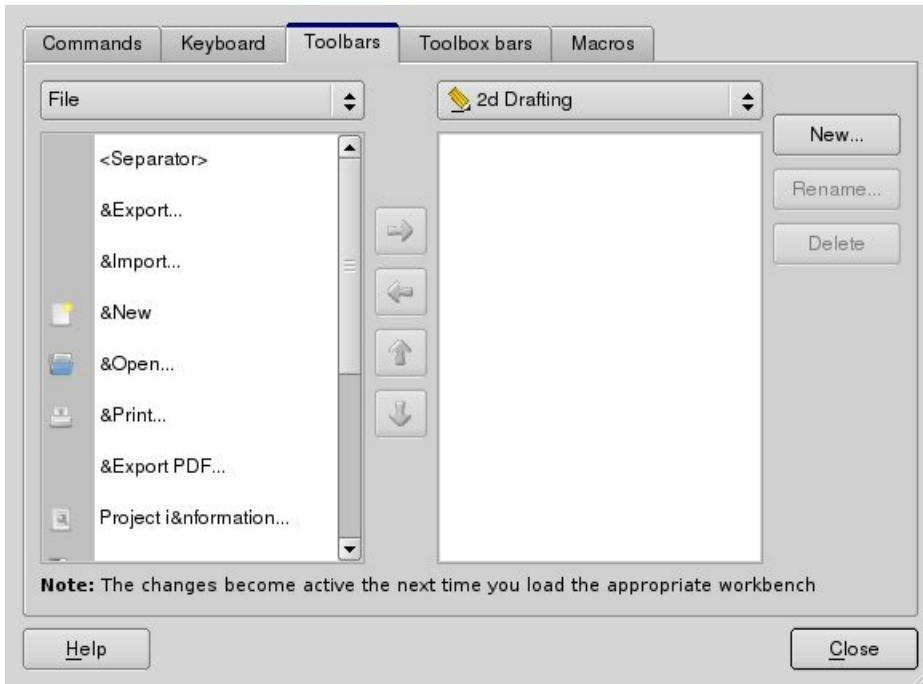 Commands Keyboard Toolbars Toolbox bars Macros
File
2d Drafting
New...
Rename...
Delete
<Separator>
&Export...
&Import...
&New
&Open...
&Print...
&Export PDF...
Project i&nformation...
Note: The changes become active the next time you load the appropriate workbench
Help
Close